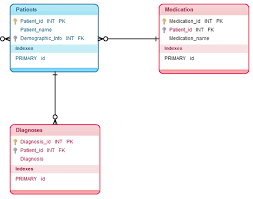 Patients
Patient_id INT PK
Patient_name
Demographic_Info INT FK
Indexes
PRIMARY id
Medication
Medication_id INT PK
Patient_id INT FK
Medication_name
Indexes
PRIMARY id
Diagnoses
Diagnosis_id INT PK
Patient_id INT FK
Diagnosis
Indexes
PRIMARY id